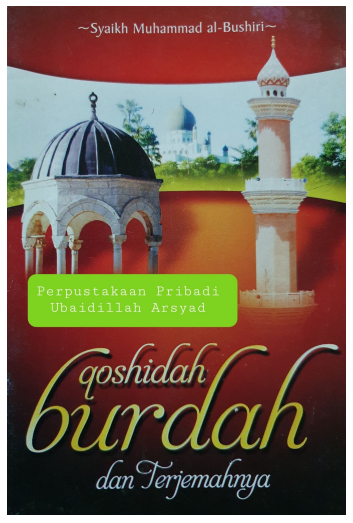 ~Syaikh Muhammad al-Bushiri~
Perpustakaan Pribadi
Ubaidillah Arsyad
qoshidah
burdah
dan Terjemahnya